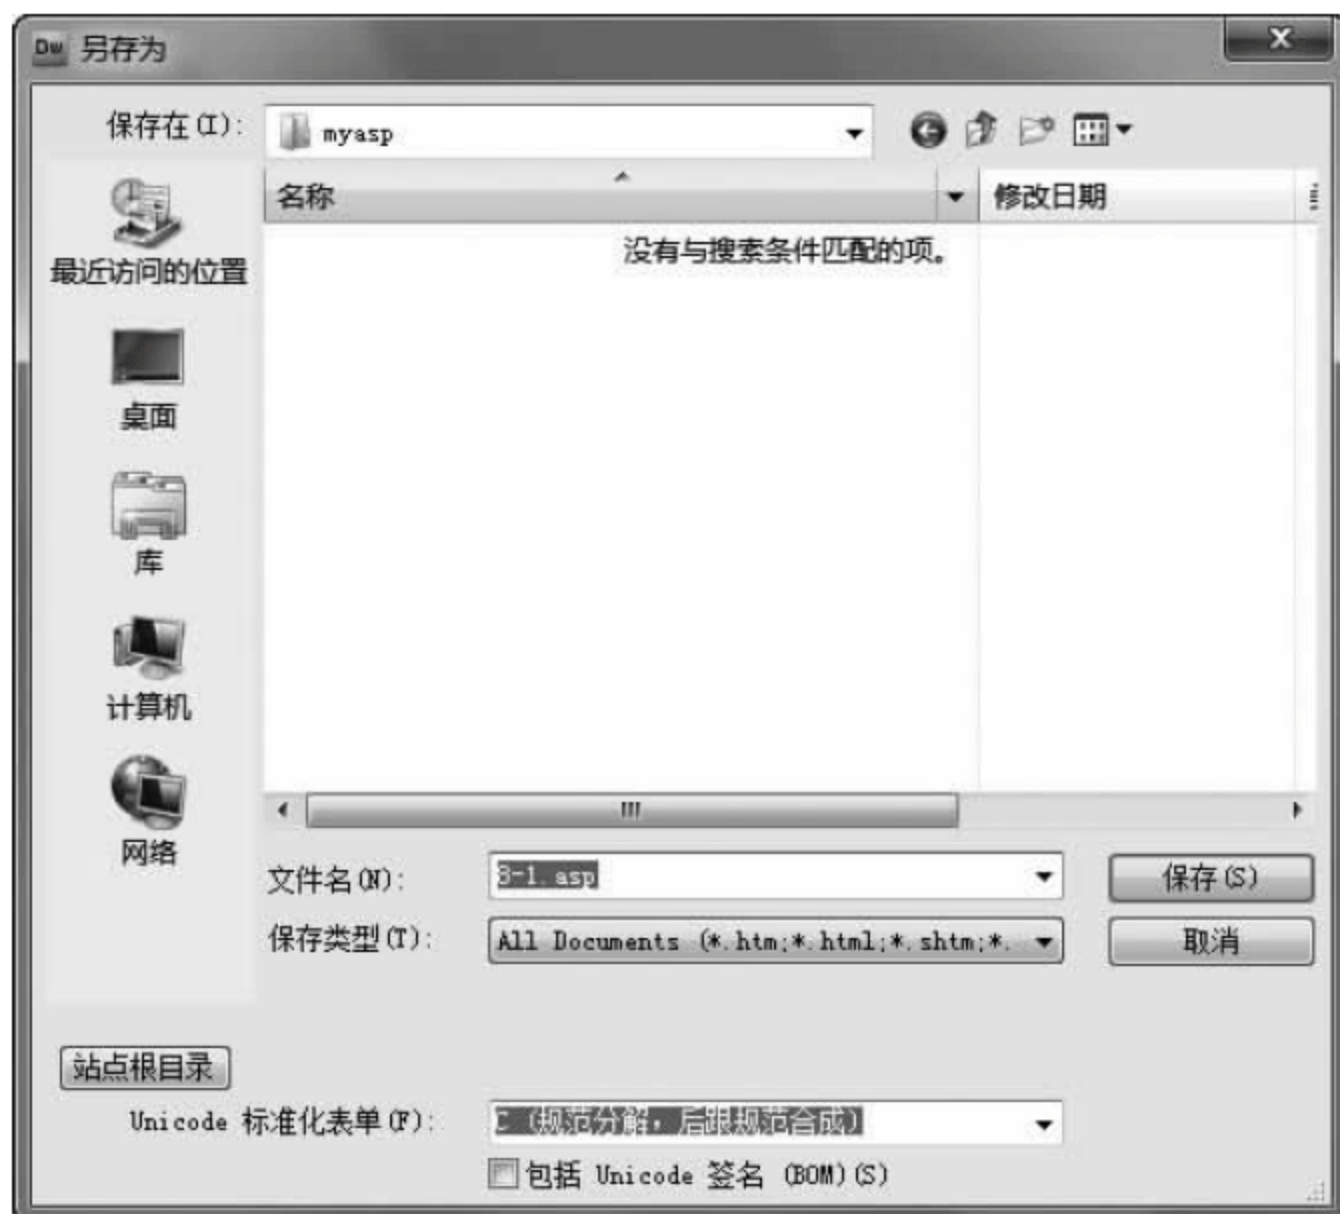 Dw 另存为
保存在(I):
myasp
名称
修改日期
没有与搜索条件匹配的项。
最近访问的位置
桌面
库
计算机
网络
文件名(N):
3-1.asp
保存(S)
保存类型(T):
All Documents (*.htm;*.html;*.shtm;*.
取消
站点根目录
Unicode 标准化表单(F):
C (规范分解，后跟规范合成)
包括 Unicode 签名 (BOM)(S)